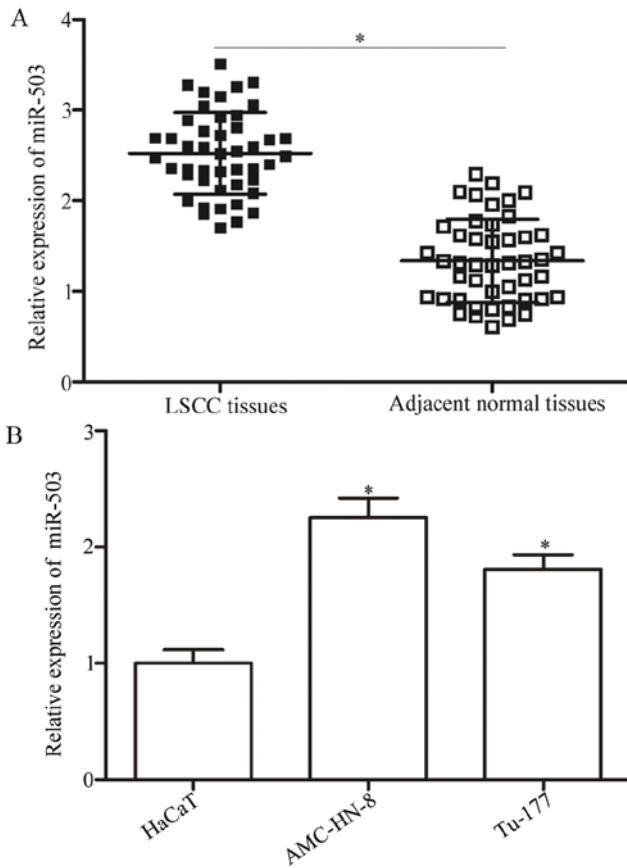 A
Relative expression of miR-503
4
3
2
1
0
*
LSCC tissues
Adjacent normal tissues
B
Relative expression of miR-503
3
2
1
0
*
*
HaCaT
AMC-HN-8
Tu-177